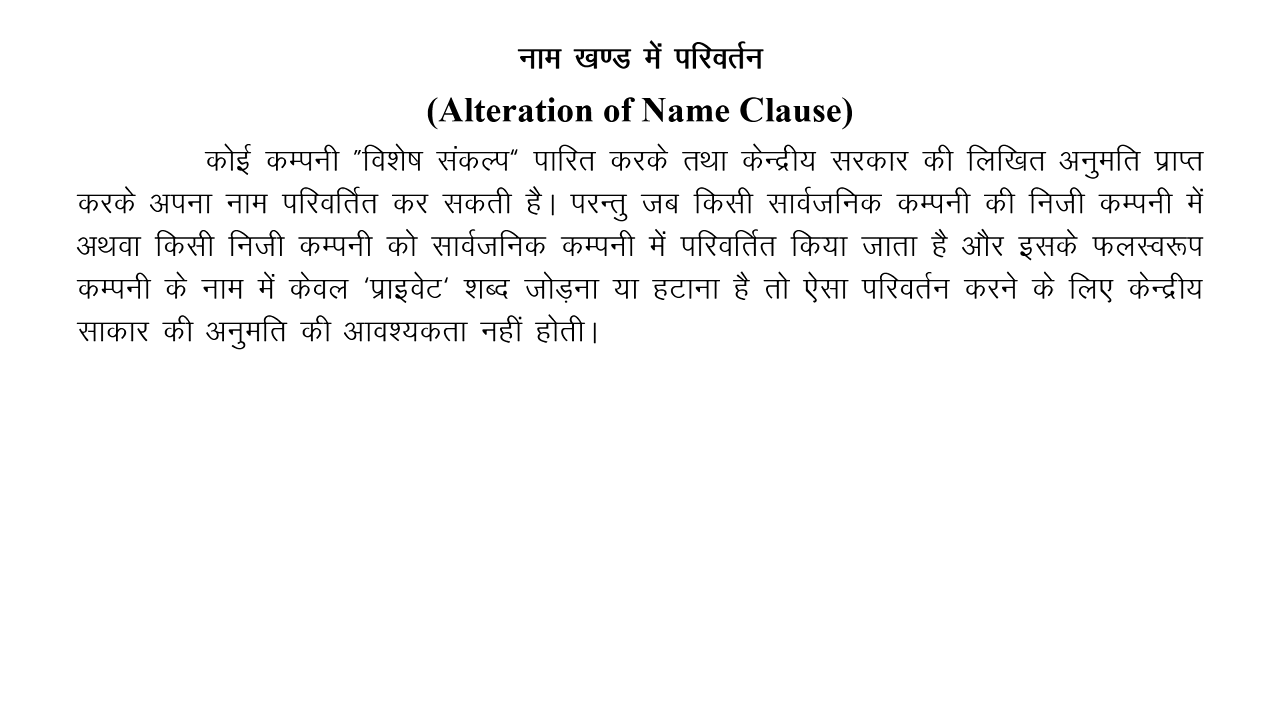 नाम खण्ड में परिवर्तन
(Alteration of Name Clause)
कोई कम्पनी "विशेष संकल्प" पारित करके तथा केन्द्रीय सरकार की लिखित अनुमति प्राप्त
करके अपना नाम परिवर्तित कर सकती है। परन्तु जब किसी सार्वजनिक कम्पनी की निजी कम्पनी में
अथवा किसी निजी कम्पनी को सार्वजनिक कम्पनी में परिवर्तित किया जाता है और इसके फलस्वरूप
कम्पनी के नाम में केवल 'प्राइवेट' शब्द जोड़ना या हटाना है तो ऐसा परिवर्तन करने के लिए केन्द्रीय
साकार की अनुमति की आवश्यकता नहीं होती।